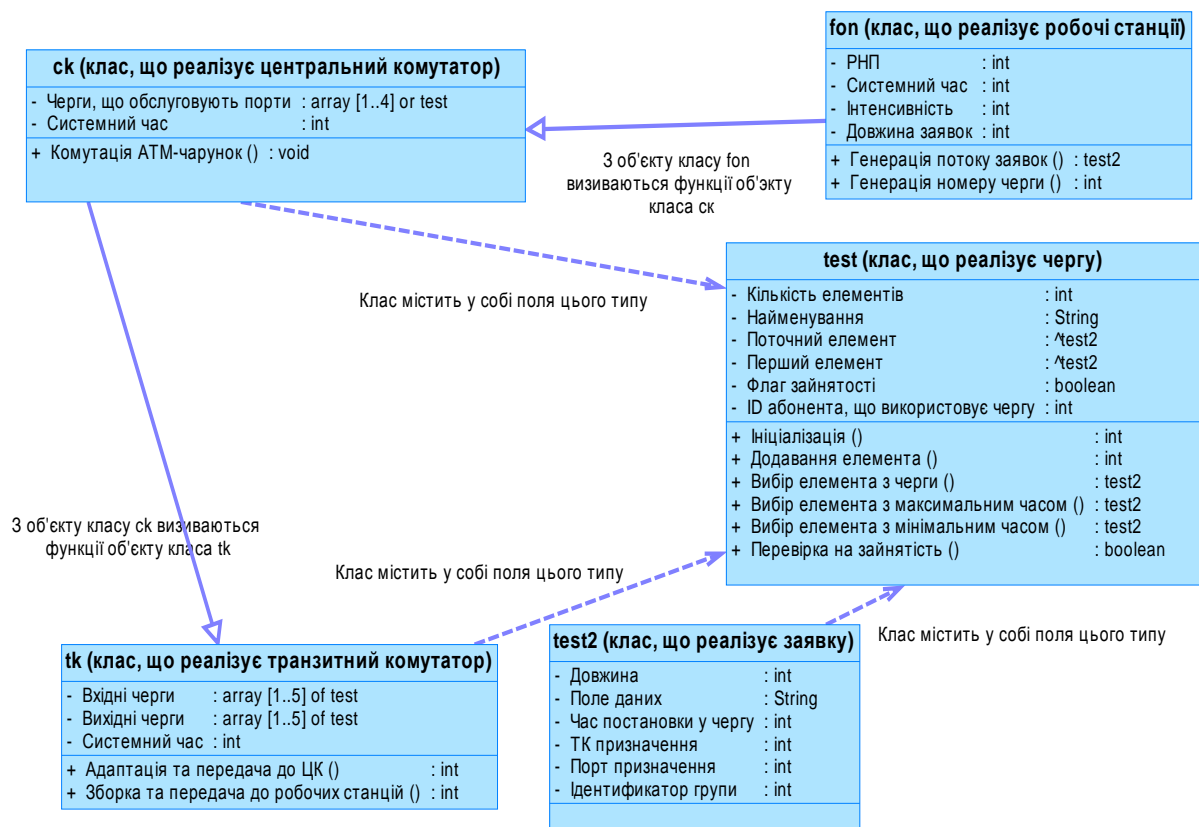 fon (клас, що реалізує робочі станції)
- РНП : int
- Системний час : int
- Інтенсивність : int
- Довжина заявок : int
+ Генерація потоку заявок () : test2
+ Генерація номеру черги () : int
ck (клас, що реалізує центральний комутатор)
- Черги, що обслуговують порти : array [1..4] or test
- Системний час : int
+ Комутація АТМ-чарунок () : void
З об'єкту класу fon
визиваються функції об'экту
класа ск
test (клас, що реалізує чергу)
- Кількість елементів : int
- Найменування : String
- Поточний елемент : ^test2
- Перший елемент : ^test2
- Флаг зайнятості : boolean
- ID абонента, що використовує чергу : int
+ Ініціалізація () : int
+ Додавання елемента () : int
+ Вибір елемента з черги () : test2
+ Вибір елемента з максимальним часом () : test2
+ Вибір елемента з мінімальним часом () : test2
+ Перевірка на зайнятість () : boolean
Клас містить у собі поля цього типу
З об'єкту класу ck визиваються
функції об'єкту класа tk
Клас містить у собі поля цього типу
Клас містить у собі поля цього типу
tk (клас, що реалізує транзитний комутатор)
- Вхідні черги : array [1..5] of test
- Вихідні черги : array [1..5] of test
- Системний час : int
+ Адаптація та передача до ЦК () : int
+ Зборка та передача до робочих станцій () : int
test2 (клас, що реалізує заявку)
- Довжина : int
- Поле даних : String
- Час постановки у чергу : int
- ТК призначення : int
- Порт призначення : int
- Ідентификатор групи : int